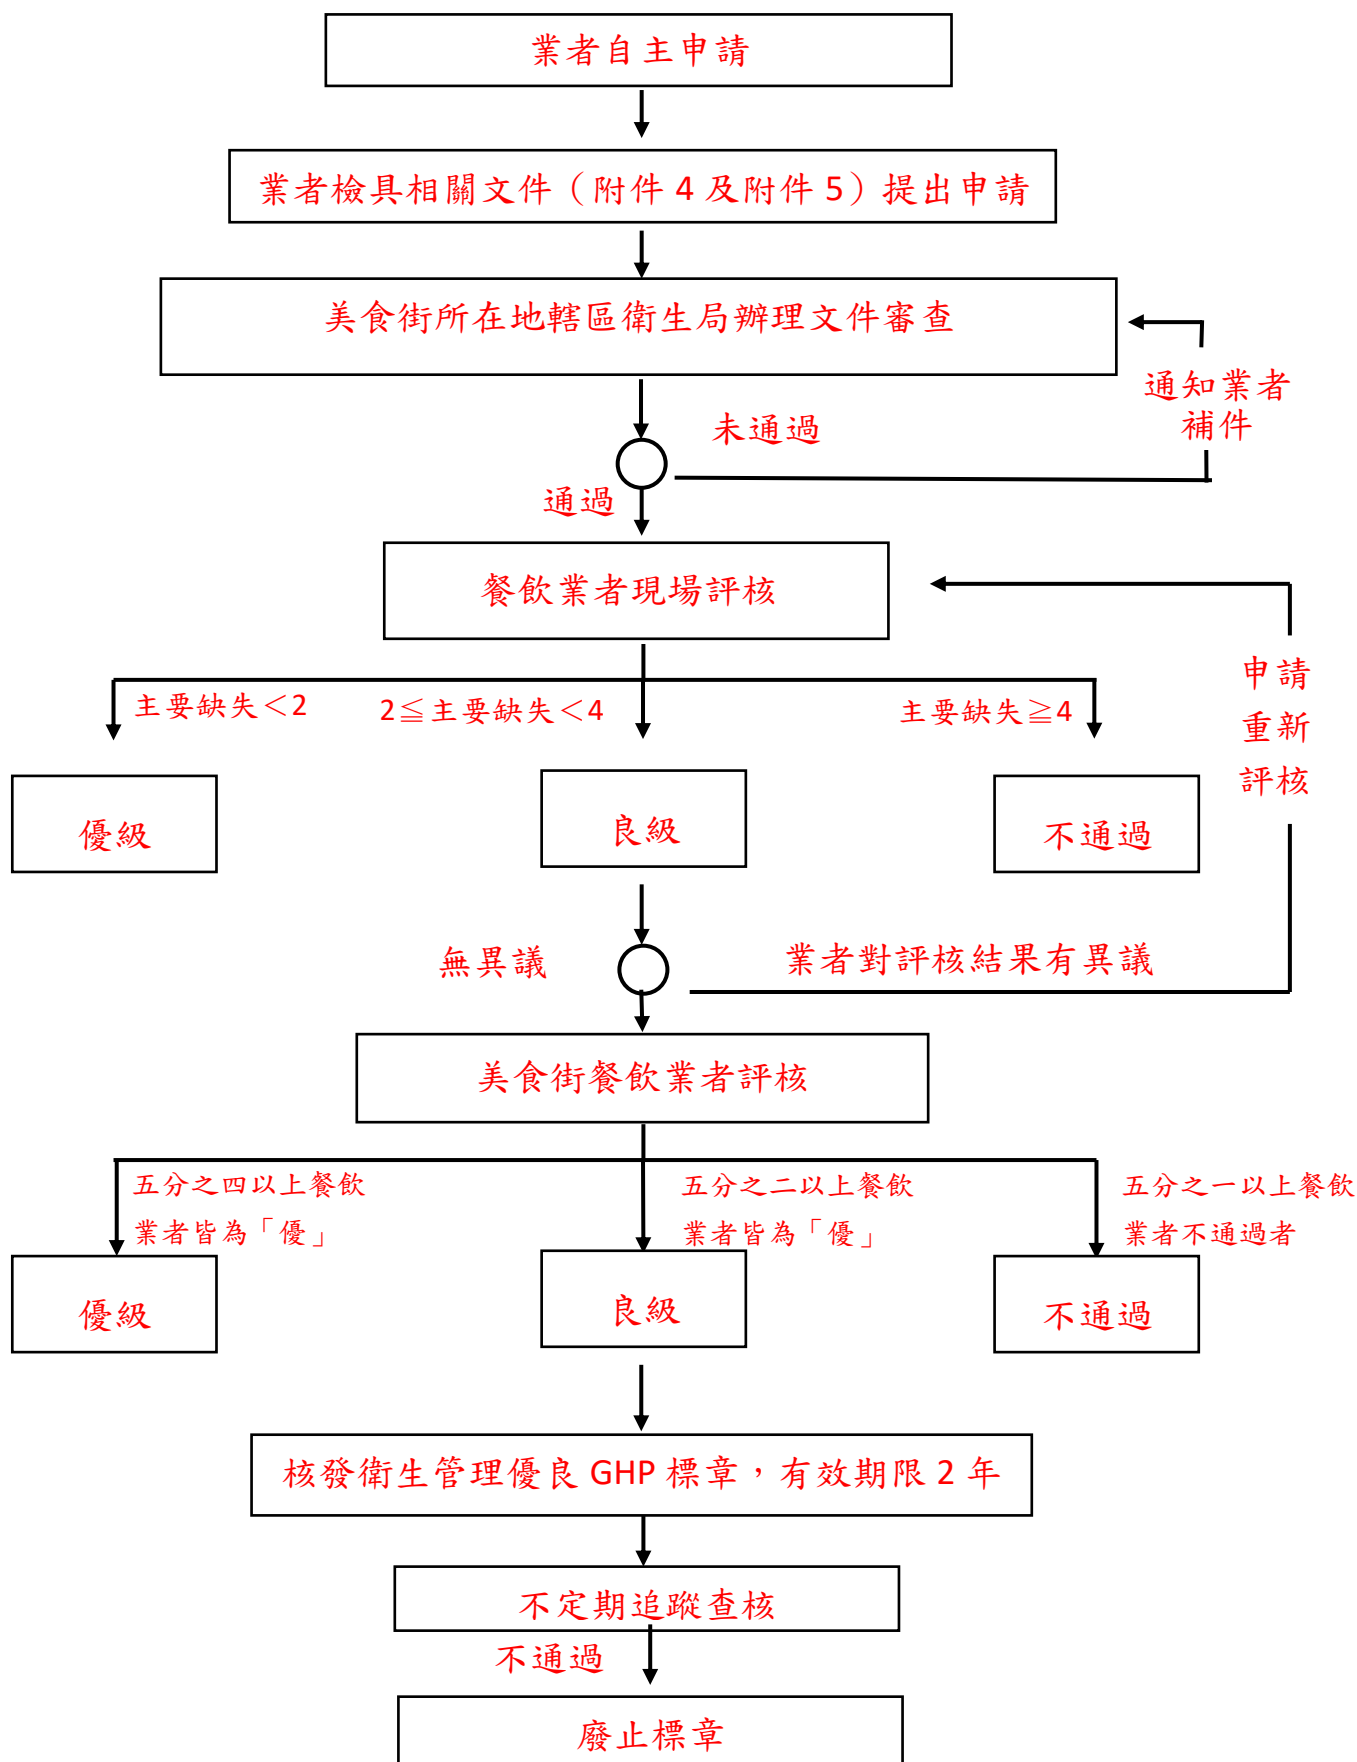 業者自主申請
業者檢具相關文件（附件 4 及附件 5）提出申請
美食街所在地轄區衛生局辦理文件審查
通知業者
補件
未通過
通過
餐飲業者現場評核
申請
重新
評核
主要缺失＜2
2≦主要缺失＜4
主要缺失≧4
優級
良級
不通過
無異議
業者對評核結果有異議
美食街餐飲業者評核
五分之四以上餐飲
業者皆為「優」
五分之二以上餐飲
業者皆為「優」
五分之一以上餐飲
業者不通過者
優級
良級
不通過
核發衛生管理優良 GHP 標章，有效期限 2 年
不定期追蹤查核
不通過
廢止標章